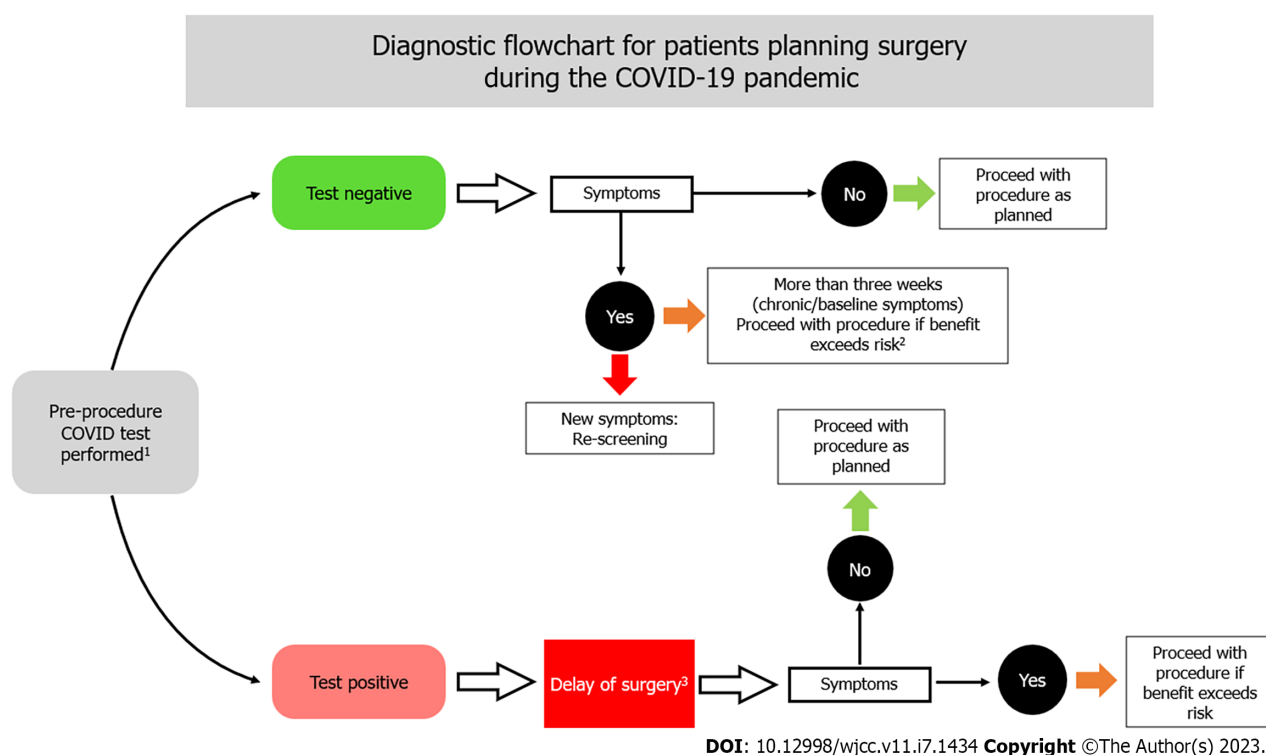 Diagnostic flowchart for patients planning surgery
during the COVID-19 pandemic
Test negative
Symptoms
No
Proceed with
procedure as
planned
Yes
More than three weeks
(chronic/baseline symptoms)
Proceed with procedure if benefit
exceeds risk²
New symptoms:
Re-screening
Pre-procedure
COVID test
performed¹
Proceed with
procedure as
planned
No
Test positive
Delay of surgery³
Symptoms
Yes
Proceed with
procedure if
benefit exceeds
risk
DOI: 10.12998/wjcc.v11.i7.1434 Copyright ©The Author(s) 2023.